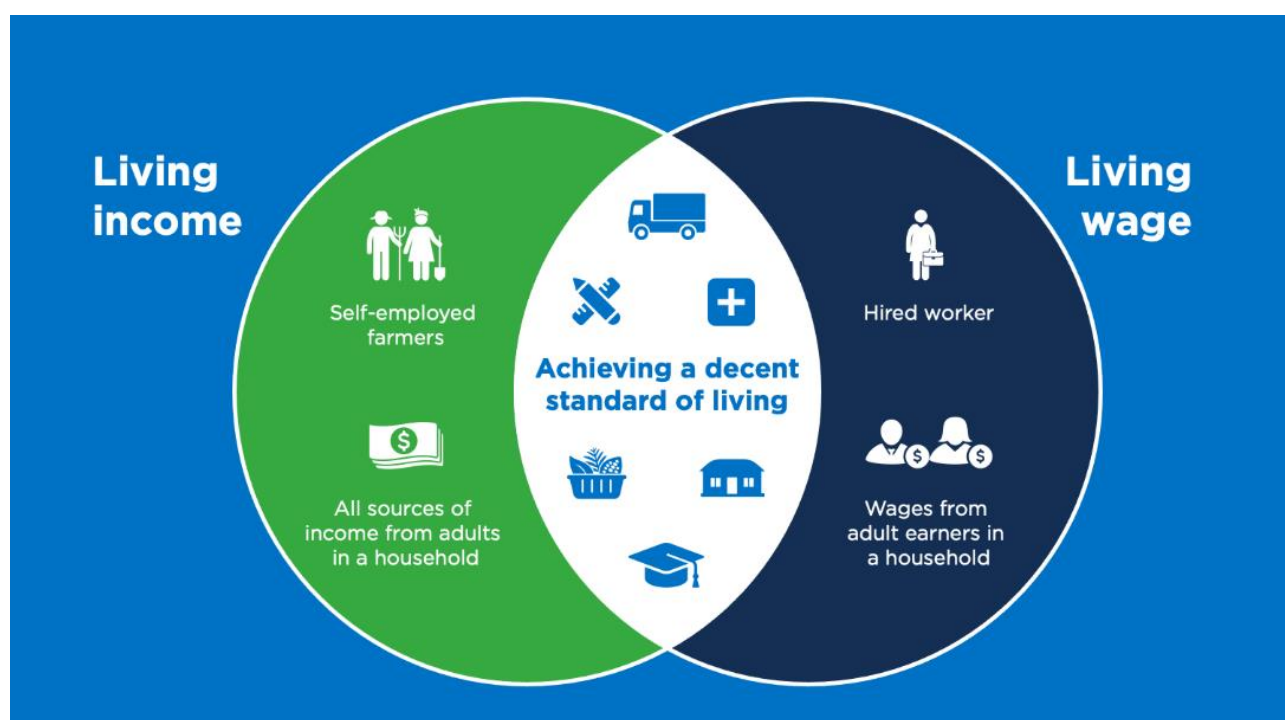 Living
income
Self-employed
farmers
$
All sources of
income from adults
in a household
Achieving a decent
standard of living
Living
wage
Hired worker
$ $
Wages from
adult earners in
a household